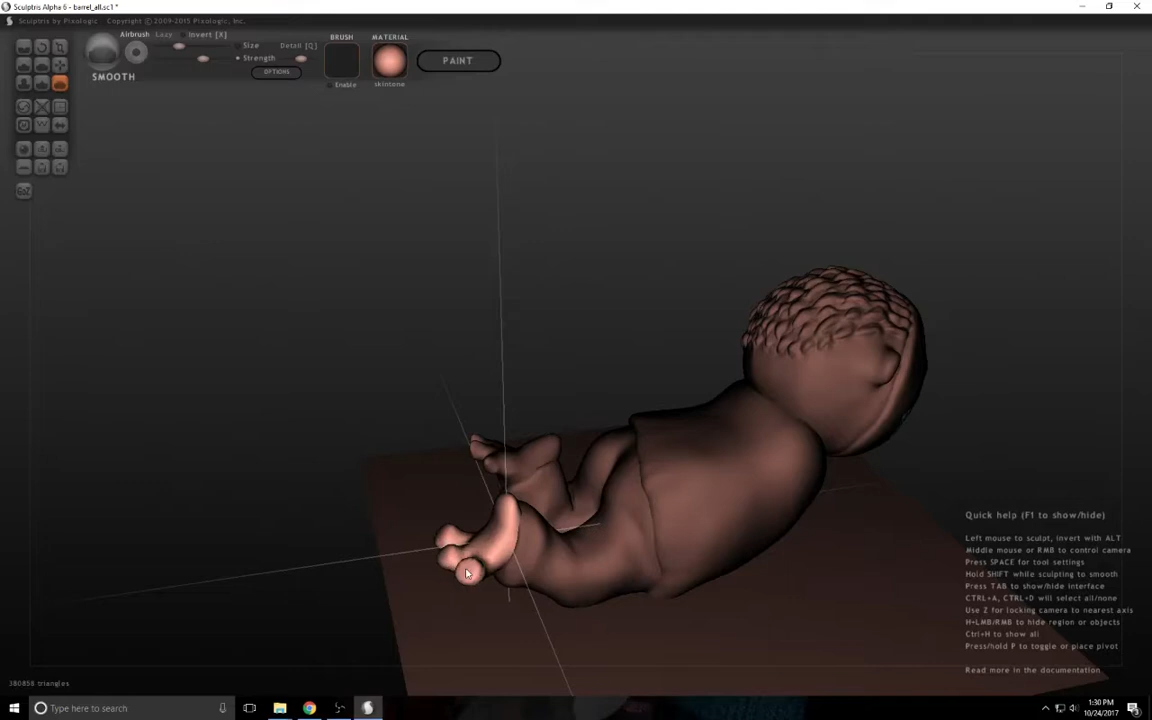 Sculptris Alpha 6 - barrel_all.sc1 *
Sculptris by Pixologic Copyright © 2009-2015 Pixologic, Inc.
Airbrush Lazy Invert [X]
Size Detail [Q]
Strength
SMOOTH
OPTIONS
BRUSH
Enable
MATERIAL
skintone
PAINT
GoZ
Quick help (F1 to show/hide)
Left mouse to sculpt, invert with ALT
Middle mouse or RMB to control camera
Press SPACE for tool settings
Hold SHIFT while sculpting to smooth
Press TAB to show/hide interface
CTRL+A, CTRL+D will select all/none
Use Z for locking camera to nearest axis
H+LMB/RMB to hide region or objects
Ctrl+H to show all
Press/hold P to toggle or place pivot
Read more in the documentation
380858 triangles
Type here to search
1:30 PM
10/24/2017
3